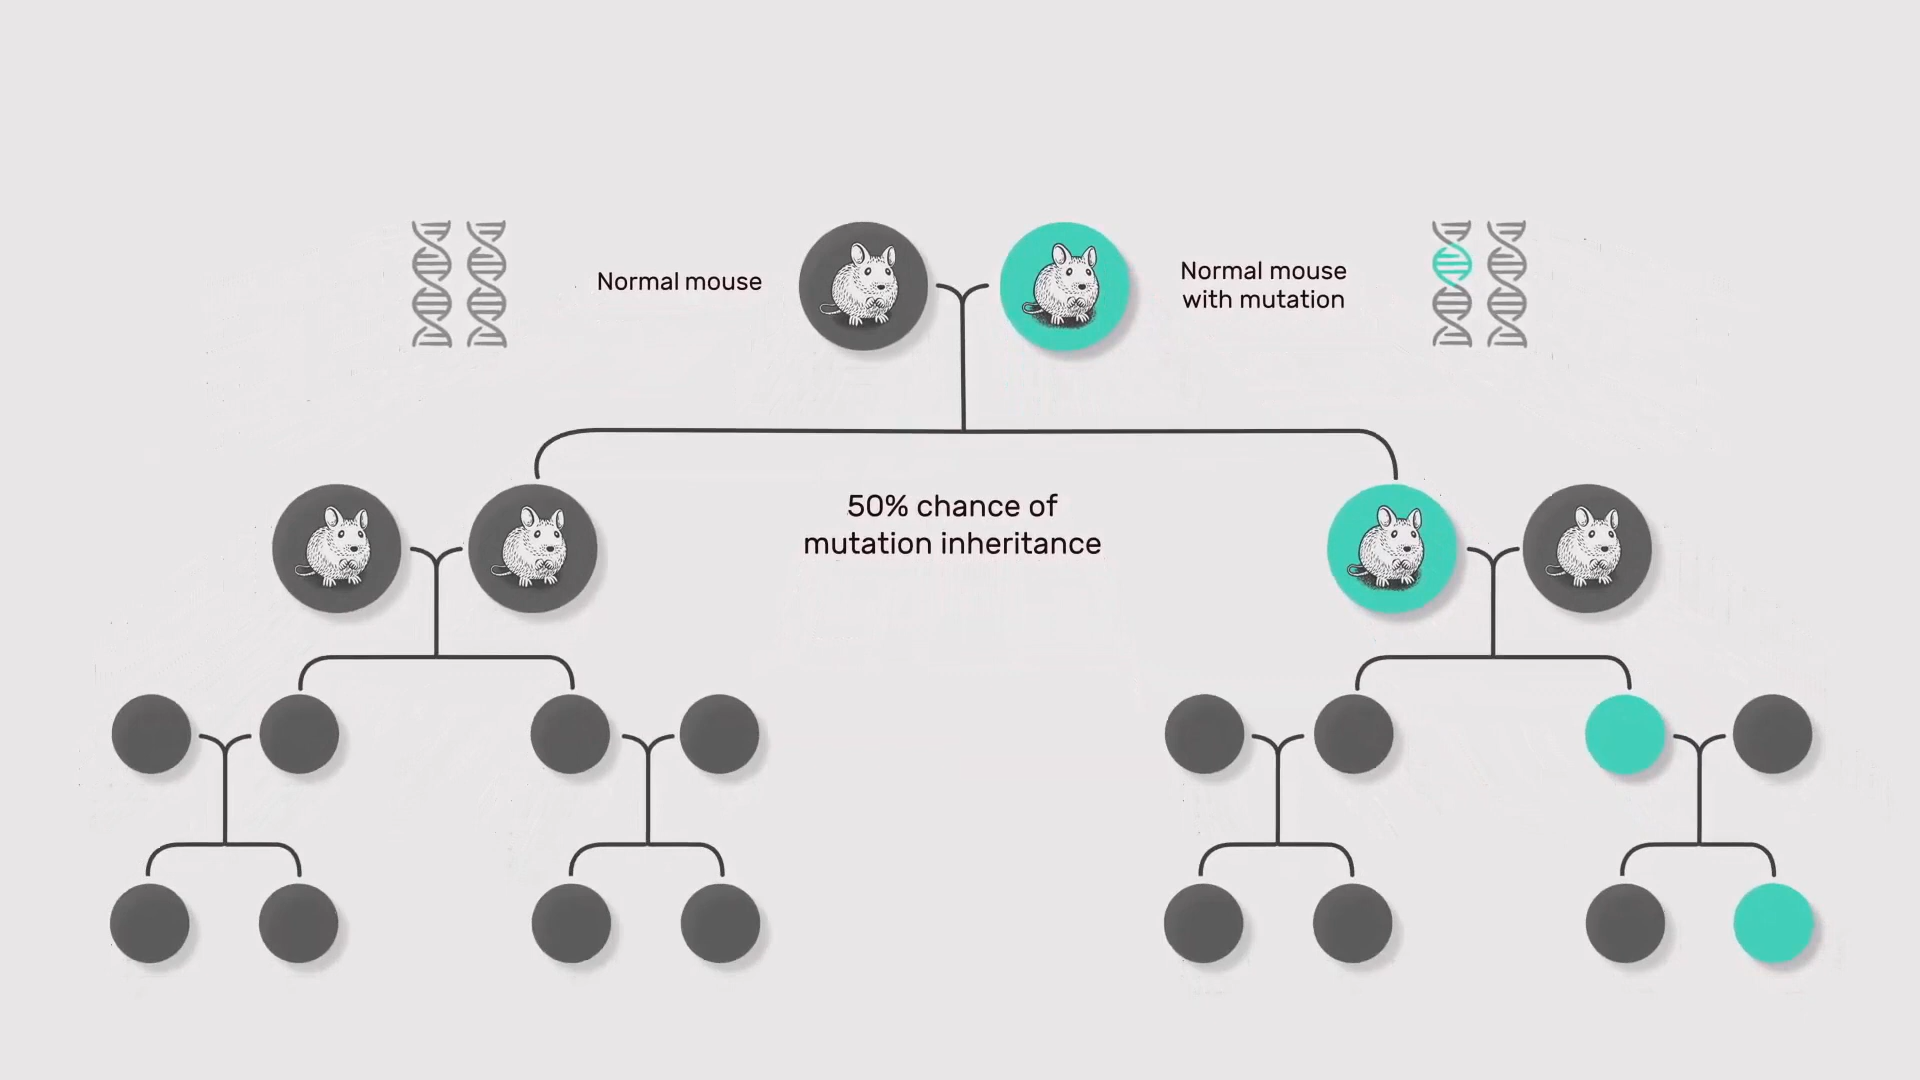 Normal mouse
Normal mouse
with mutation
50% chance of
mutation inheritance